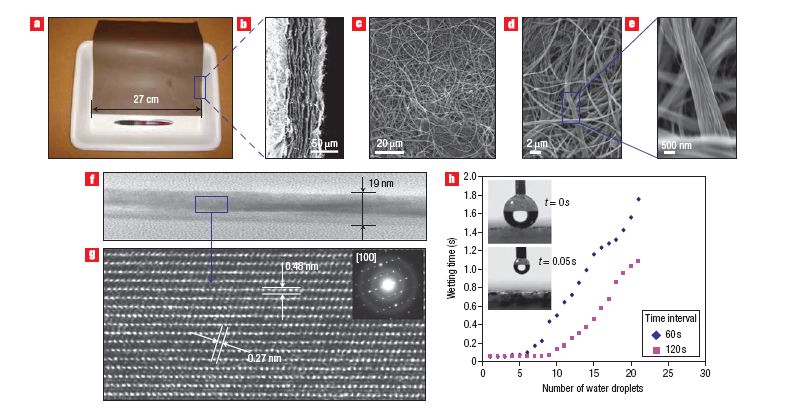 a
27 cm
b
50 µm
c
20 µm
d
2 µm
e
500 nm
f
19 nm
g
0.48 nm
[100]
0.27 nm
h
2.0
1.8
1.6
1.4
1.2
1.0
0.8
0.6
0.4
0.2
0
Wetting time (s)
t = 0s
t = 0.05s
Time interval
60s
120s
0 5 10 15 20 25 30
Number of water droplets